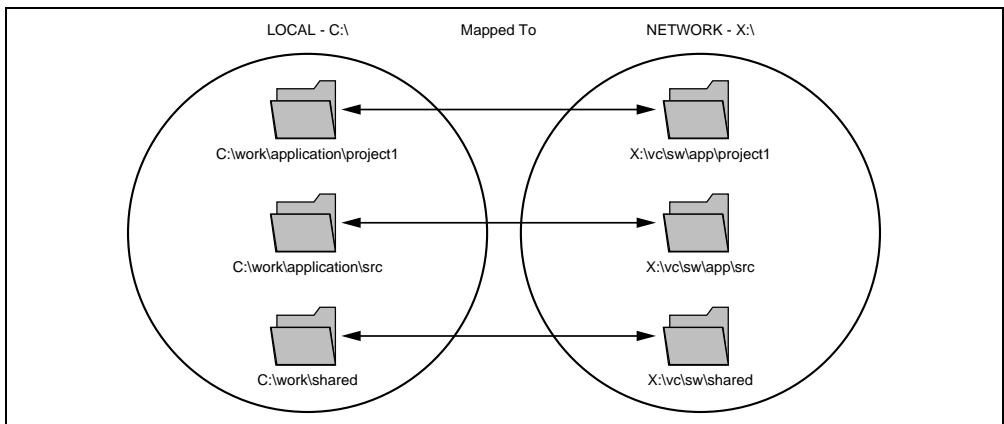 LOCAL - C:\ Mapped To NETWORK - X:\
C:\work\application\project1 X:\vc\sw\app\project1
C:\work\application\src X:\vc\sw\app\src
C:\work\shared X:\vc\sw\shared